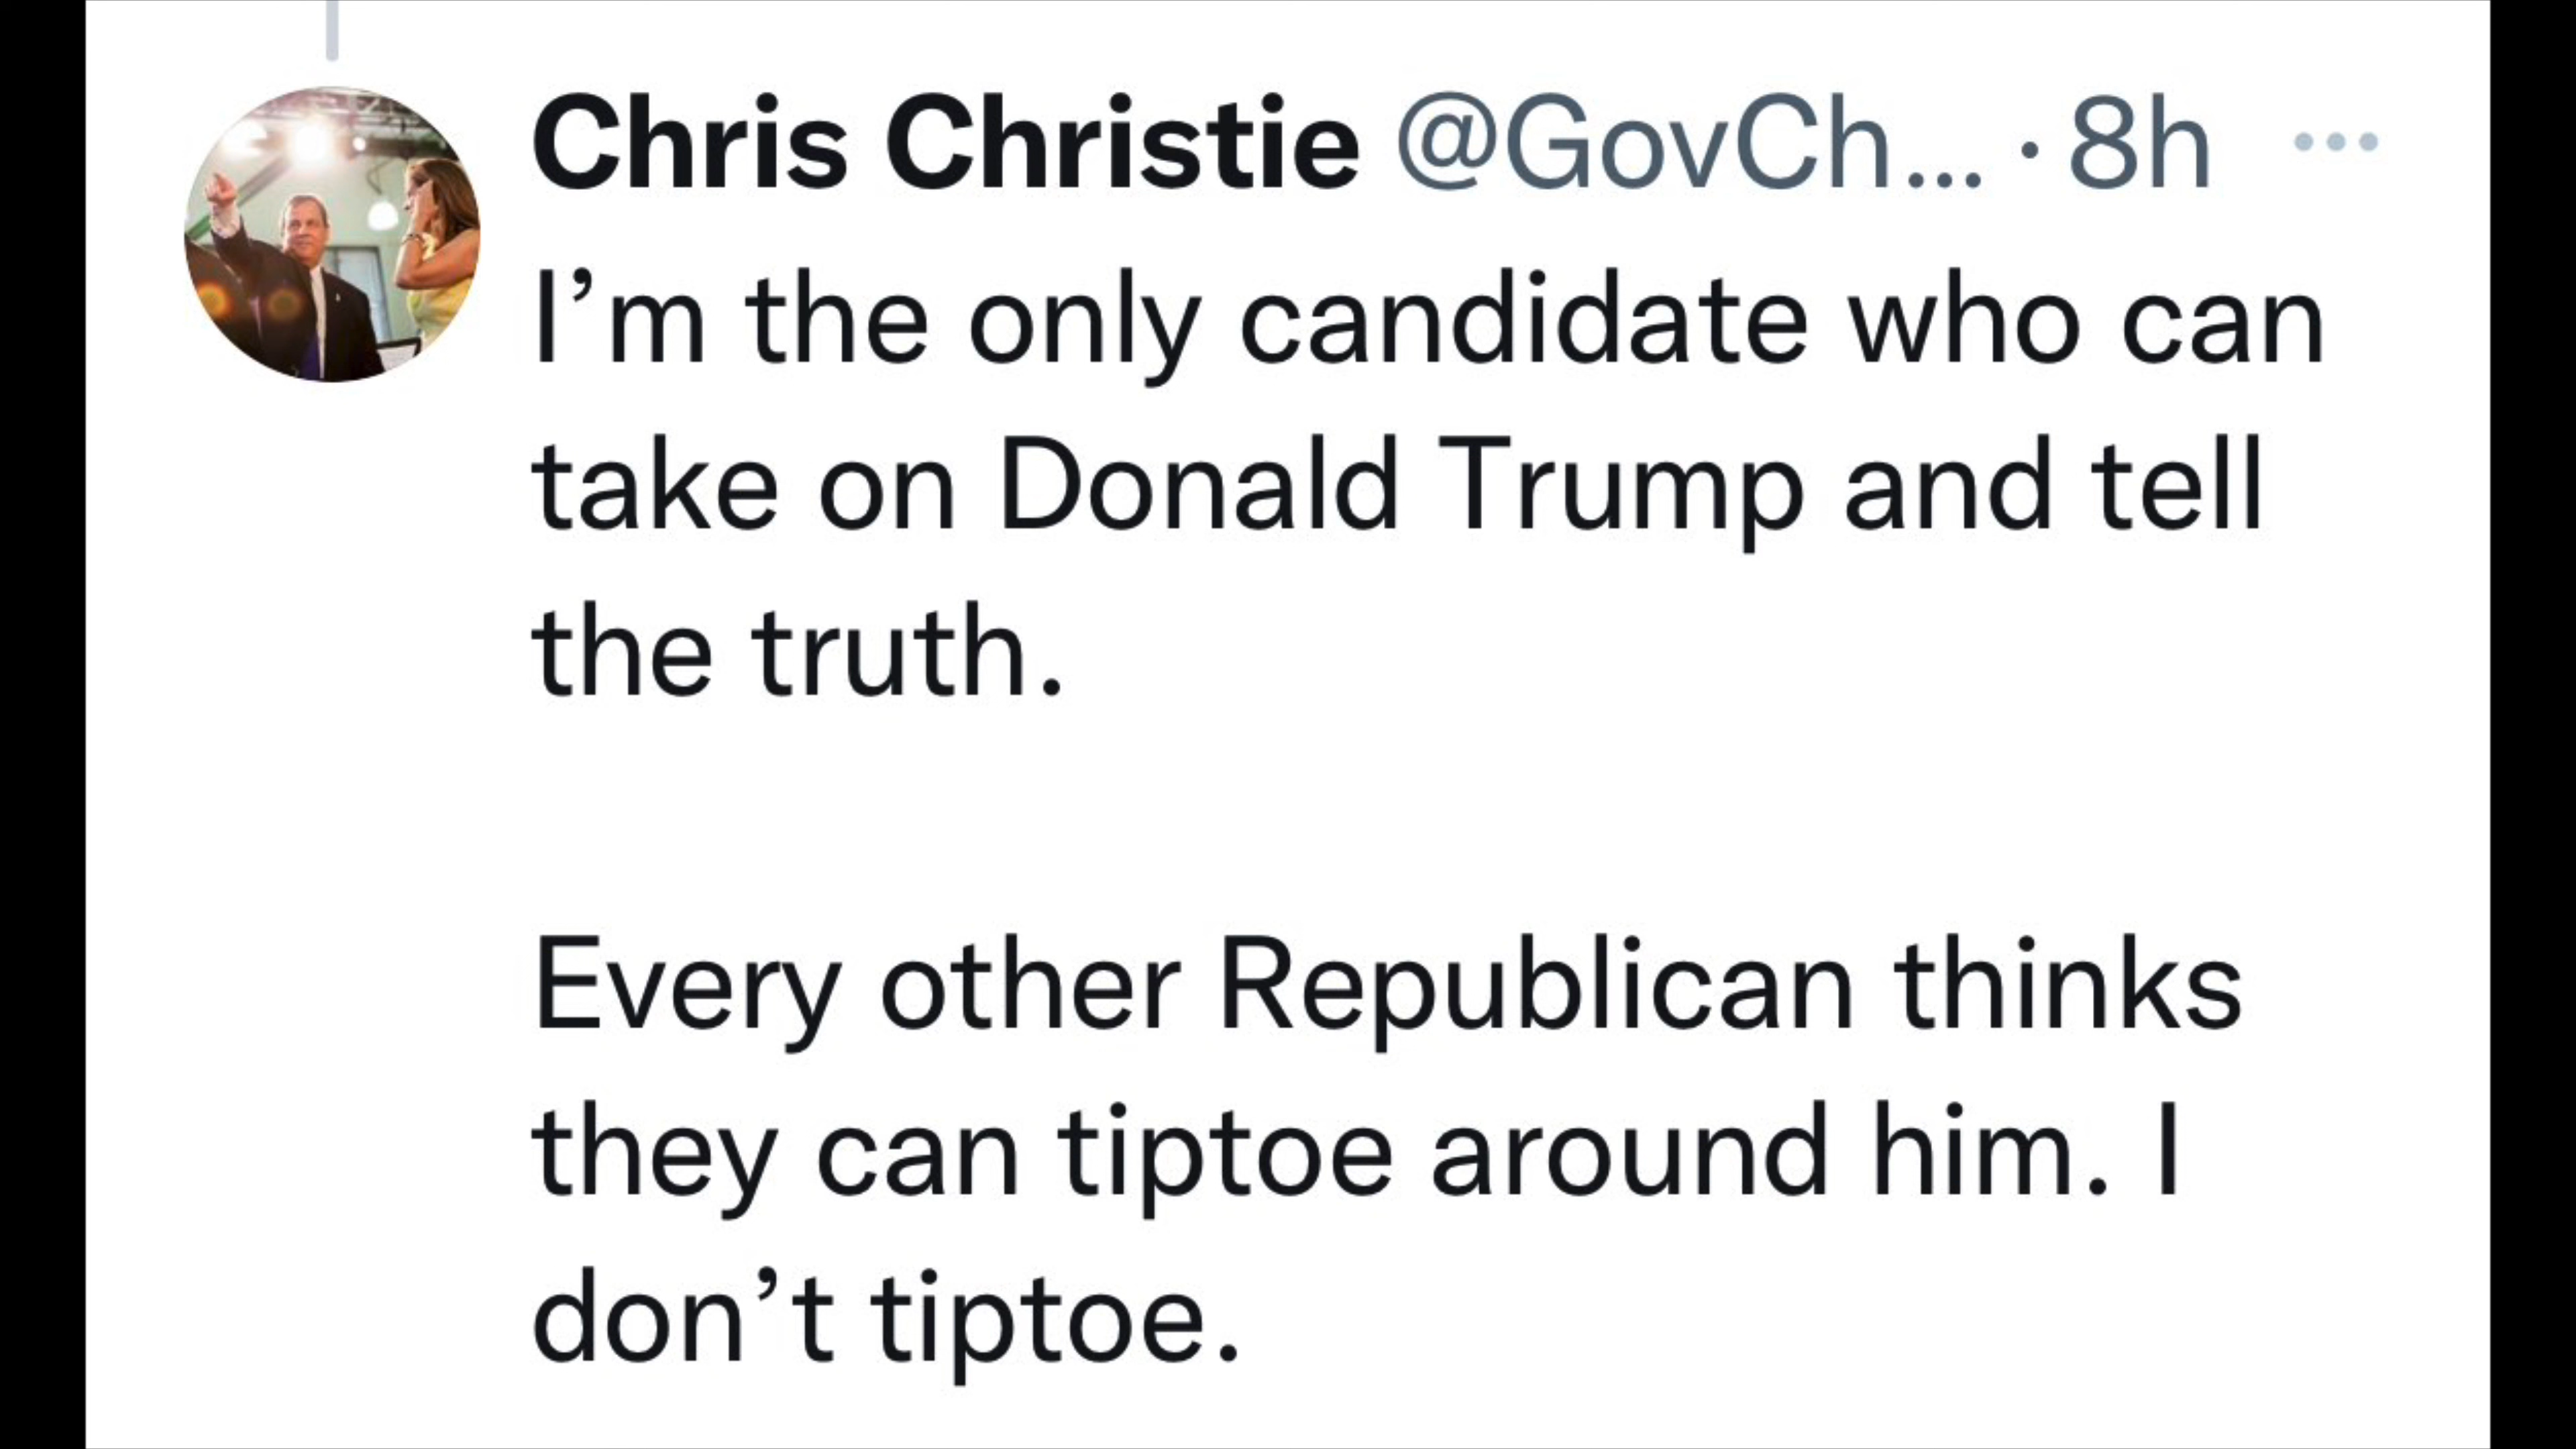 Chris Christie @GovCh... · 8h ...
I’m the only candidate who can
take on Donald Trump and tell
the truth.
Every other Republican thinks
they can tiptoe around him. I
don’t tiptoe.